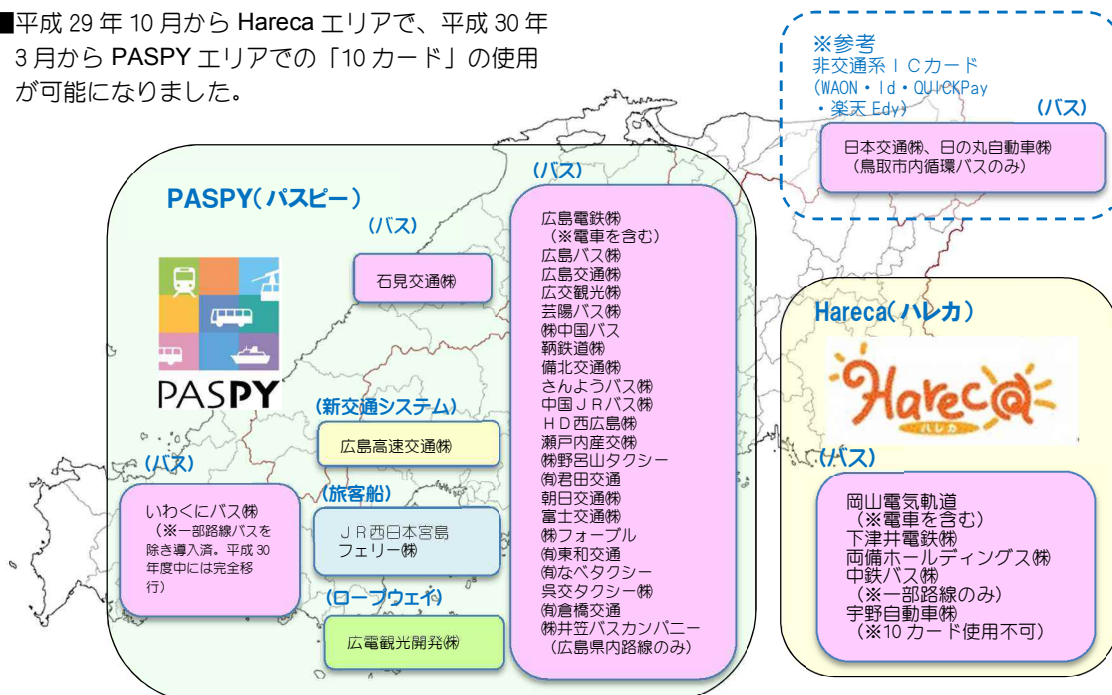 ■平成 29 年 10 月から Hareca エリアで、平成 30 年
3 月から PASPY エリアでの「10 カード」の使用
が可能になりました。
※参考
非交通系ＩＣカード
(WAON・Id・QUICKPay
・楽天 Edy)
(バス)
日本交通㈱、日の丸自動車㈱
（鳥取市内循環バスのみ）
PASPY(パスピー)
PASPY
(バス)
石見交通㈱
(新交通システム)
広島高速交通㈱
(バス)
いわくにバス㈱
（※一部路線バスを
除き導入済。平成 30
年度中には完全移
行）
(旅客船)
ＪＲ西日本宮島
フェリー㈱
(ロープウェイ)
広電観光開発㈱
(バス)
広島電鉄㈱
（※電車を含む）
広島バス㈱
広島交通㈱
広交観光㈱
芸陽バス㈱
㈱中国バス
鞆鉄道㈱
備北交通㈱
さんようバス㈱
中国ＪＲバス㈱
ＨＤ西広島㈱
瀬戸内産交㈱
㈱野呂山タクシー
㈲君田交通
朝日交通㈱
富士交通㈱
㈱フォーブル
㈲東和交通
㈲なべタクシー
呉交タクシー㈱
㈲倉橋交通
㈱井笠バスカンパニー
（広島県内路線のみ）
Hareca(ハレカ)
Hareca
ハレカ
(バス)
岡山電気軌道
（※電車を含む）
下津井電鉄㈱
両備ホールディングス㈱
中鉄バス㈱
（※一部路線のみ）
宇野自動車㈱
（※10 カード使用不可）